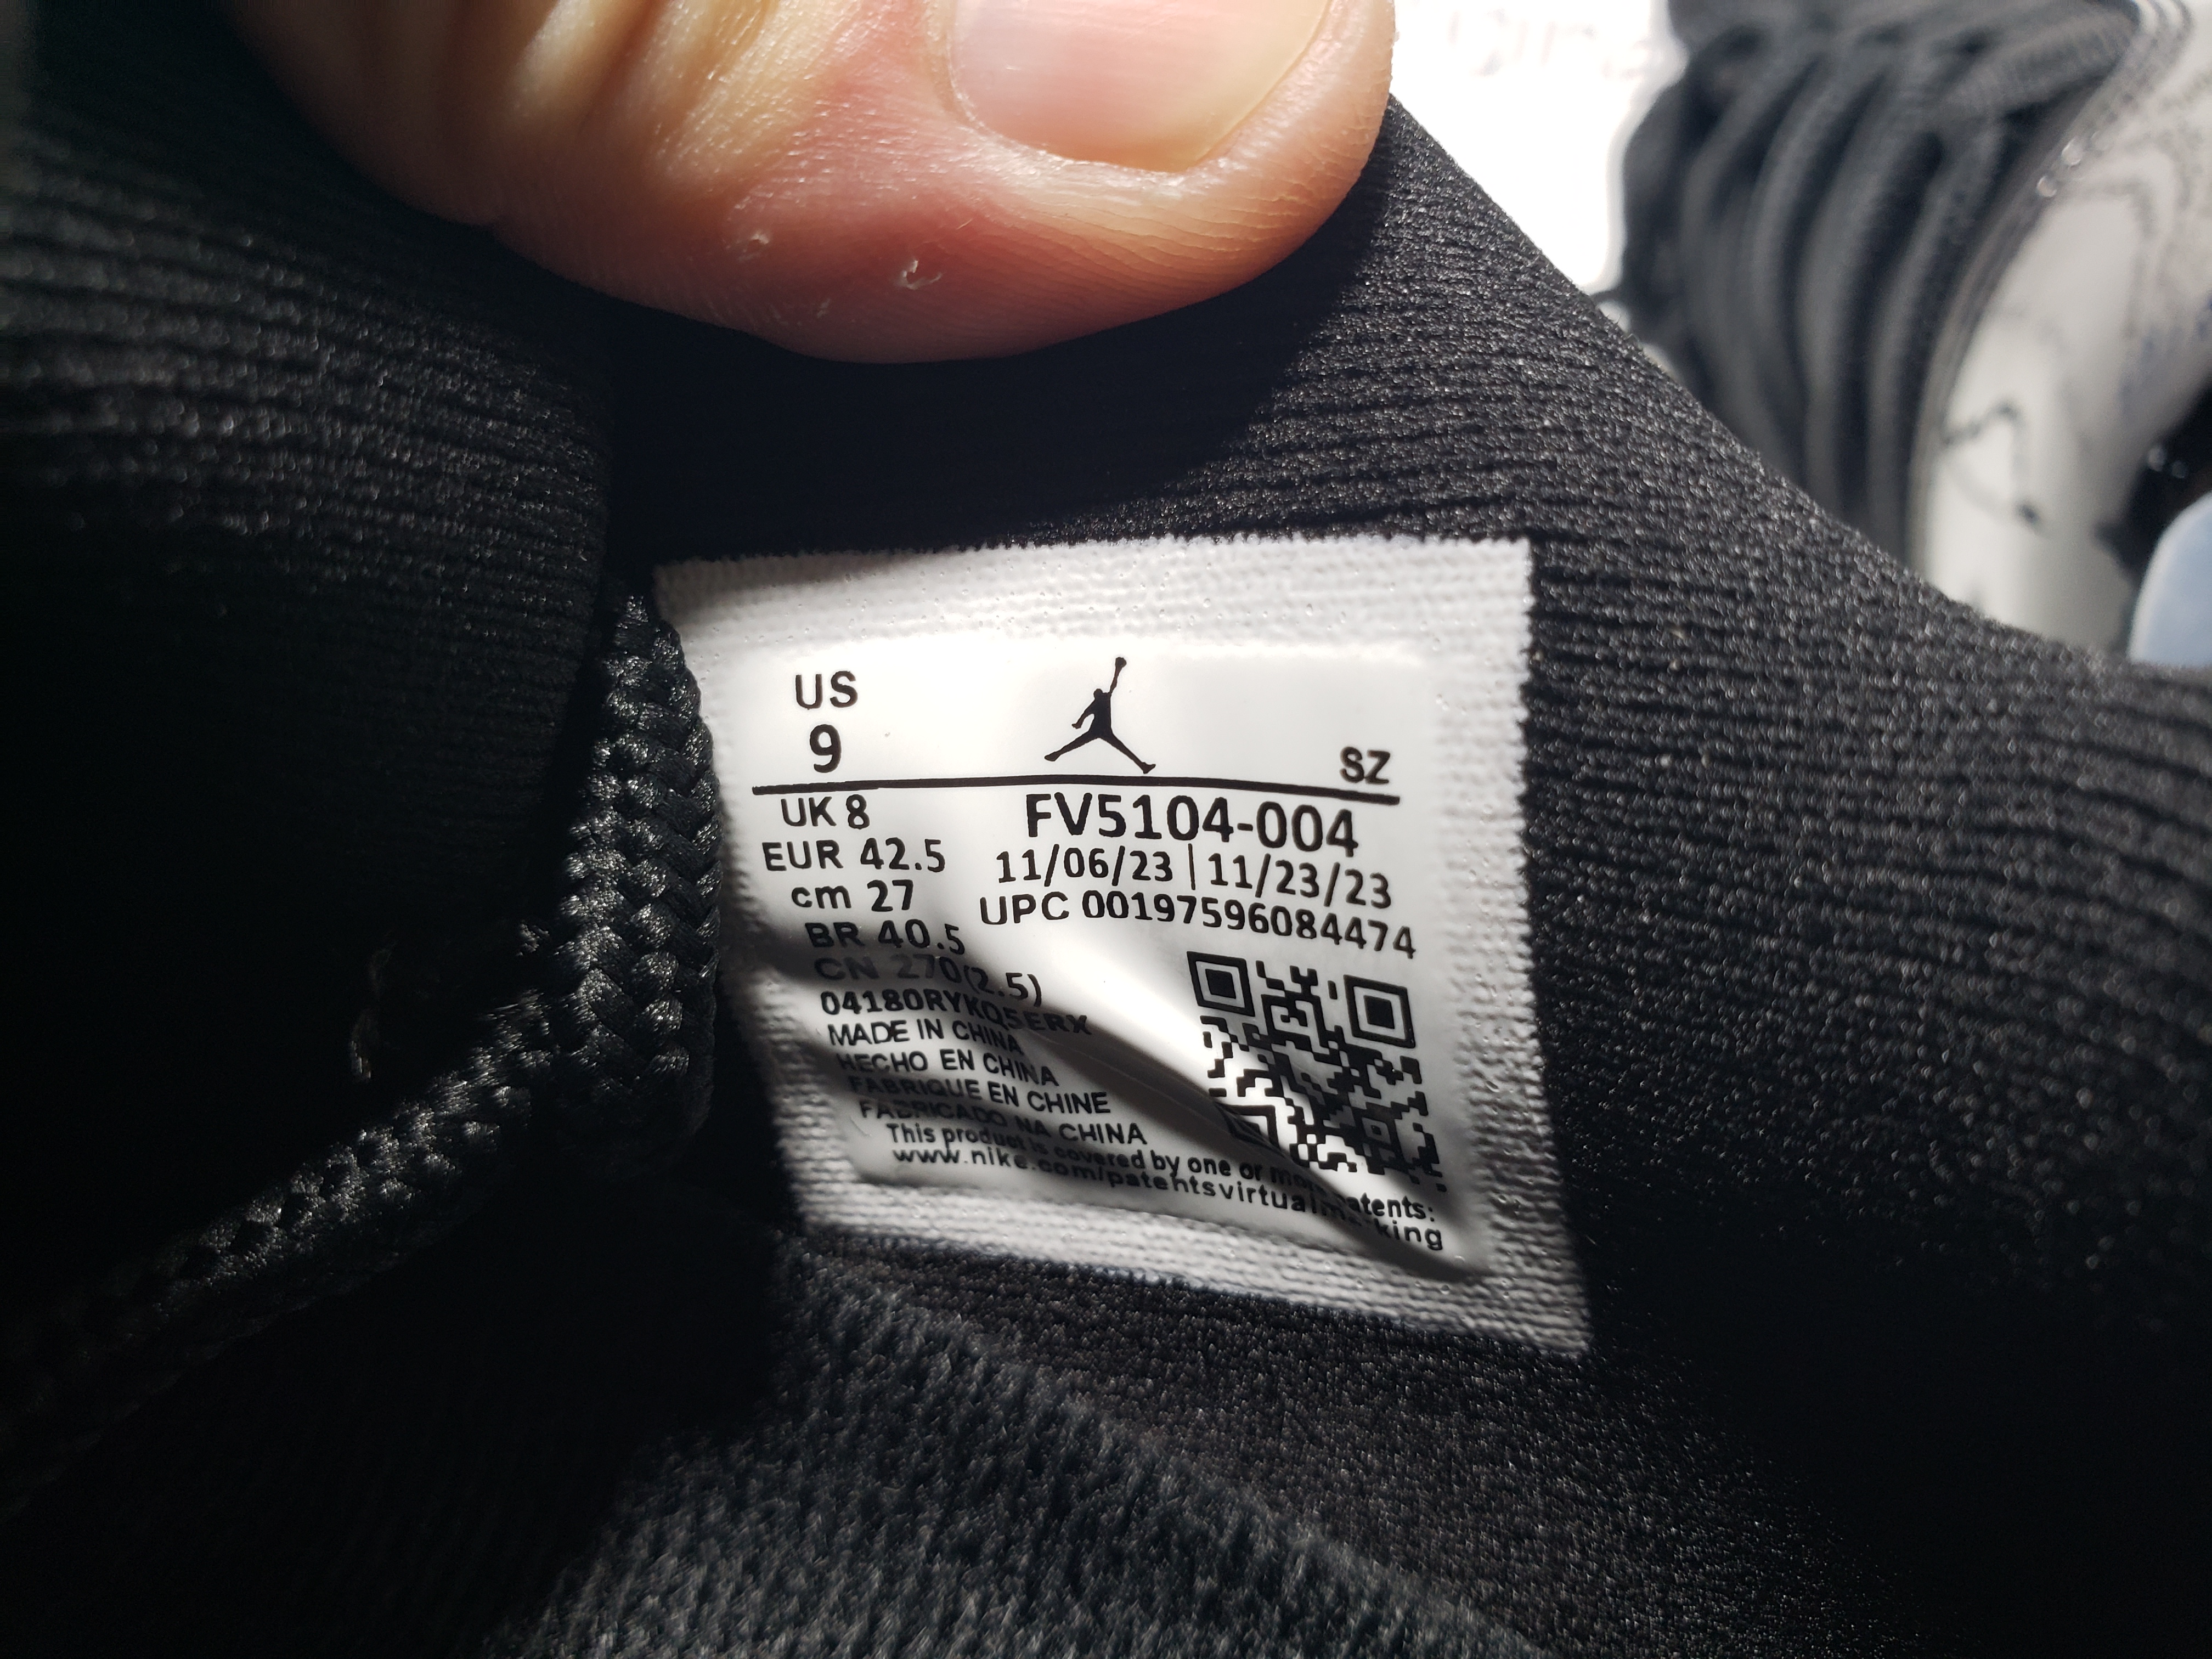 US
9
SZ
UK 8
EUR 42.5
cm 27
BR 40.5
CN 270(2.5)
FV5104-004
11/06/23 | 11/23/23
UPC 00197596084474
04180RYKQ5ERX
MADE IN CHINA
HECHO EN CHINA
FABRIQUE EN CHINE
FABRICADO NA CHINA
This product is covered by one or more patents:
www.nike.com/patentsvirtualmarking